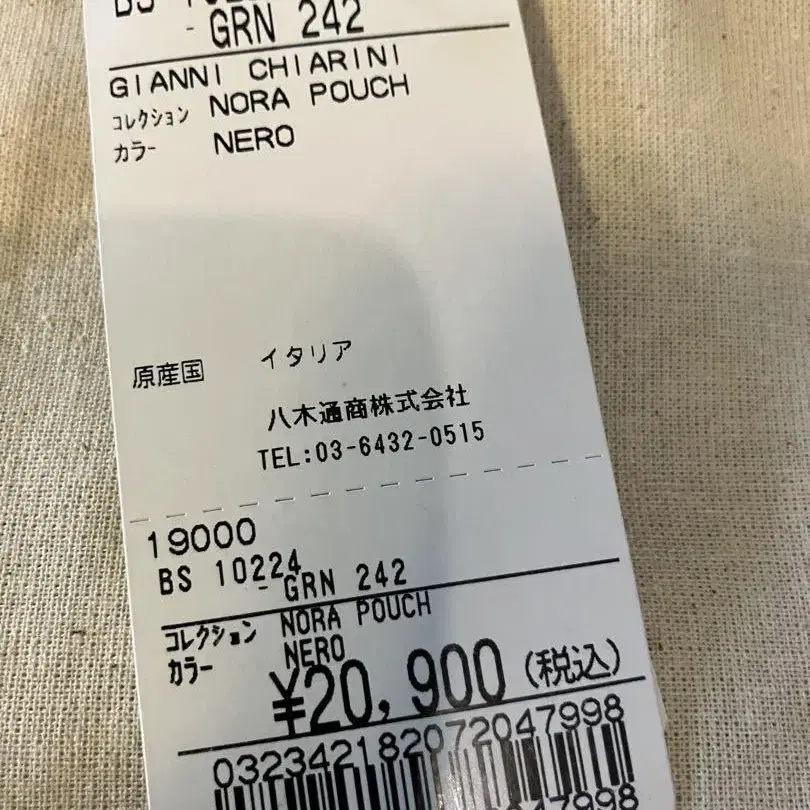 BS
- GRN 242
GIANNI CHIARINI
コレクション NORA POUCH
カラー NERO
原産国 イタリア
八木通商株式会社
TEL:03-6432-0515
19000
BS 10224
- GRN 242
コレクション NORA POUCH
カラー NERO
¥20,900(税込)
032342182072047998